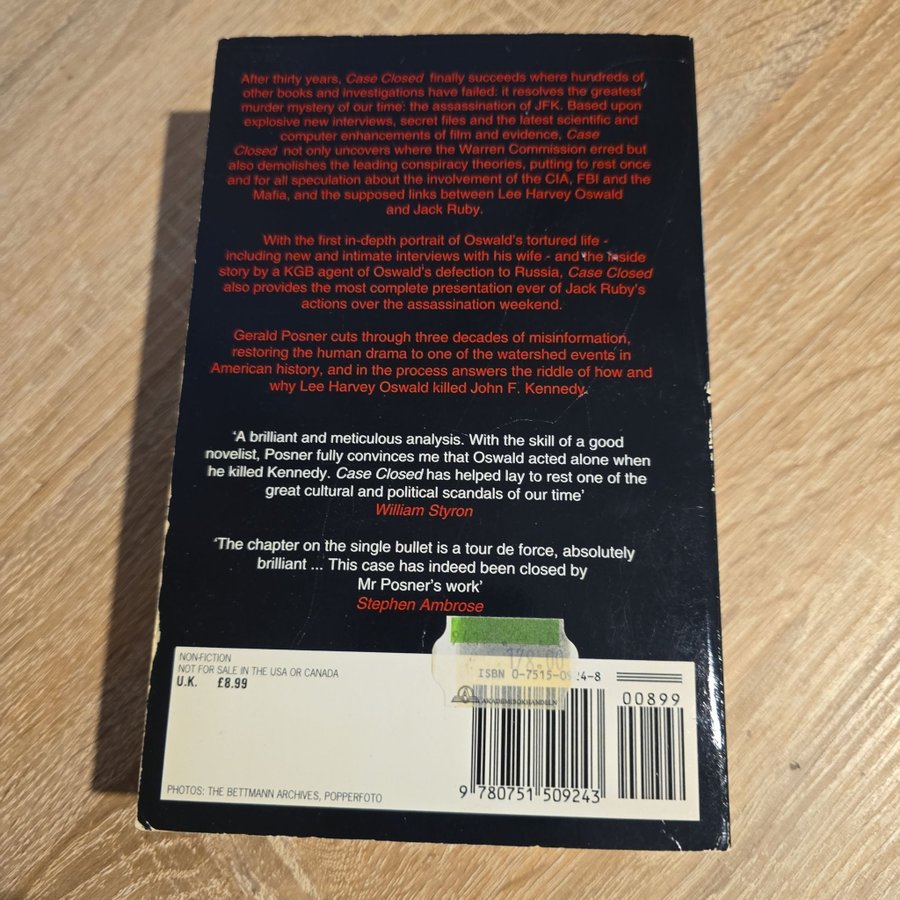 After thirty years, Case Closed finally succeeds where hundreds of
other books and investigations have failed: it resolves the greatest
murder mystery of our time: the assassination of JFK. Based upon
explosive new interviews, secret files and the latest scientific and
computer enhancements of film and evidence, Case
Closed not only uncovers where the Warren Commission erred but
also demolishes the leading conspiracy theories, putting to rest once
and for all speculation about the involvement of the CIA, FBI and the
Mafia, and the supposed links between Lee Harvey Oswald
and Jack Ruby.
With the first in-depth portrait of Oswald's tortured life -
including new and intimate interviews with his wife - and the inside
story by a KGB agent of Oswald's defection to Russia, Case Closed
also provides the most complete presentation ever of Jack Ruby's
actions over the assassination weekend.
Gerald Posner cuts through three decades of misinformation,
restoring the human drama to one of the watershed events in
American history, and in the process answers the riddle of how and
why Lee Harvey Oswald killed John F. Kennedy.
'A brilliant and meticulous analysis. With the skill of a good
novelist, Posner fully convinces me that Oswald acted alone when
he killed Kennedy. Case Closed has helped lay to rest one of the
great cultural and political scandals of our time'
William Styron
'The chapter on the single bullet is a tour de force, absolutely
brilliant ... This case has indeed been closed by
Mr Posner's work'
Stephen Ambrose
NON-FICTION
NOT FOR SALE IN THE USA OR CANADA
U.K. £8.99
178.00
ISBN 0-7515-0924-8
AKADEMIBOKHANDELN
00899
9 780751 509243
PHOTOS: THE BETTMANN ARCHIVES, POPPERFOTO